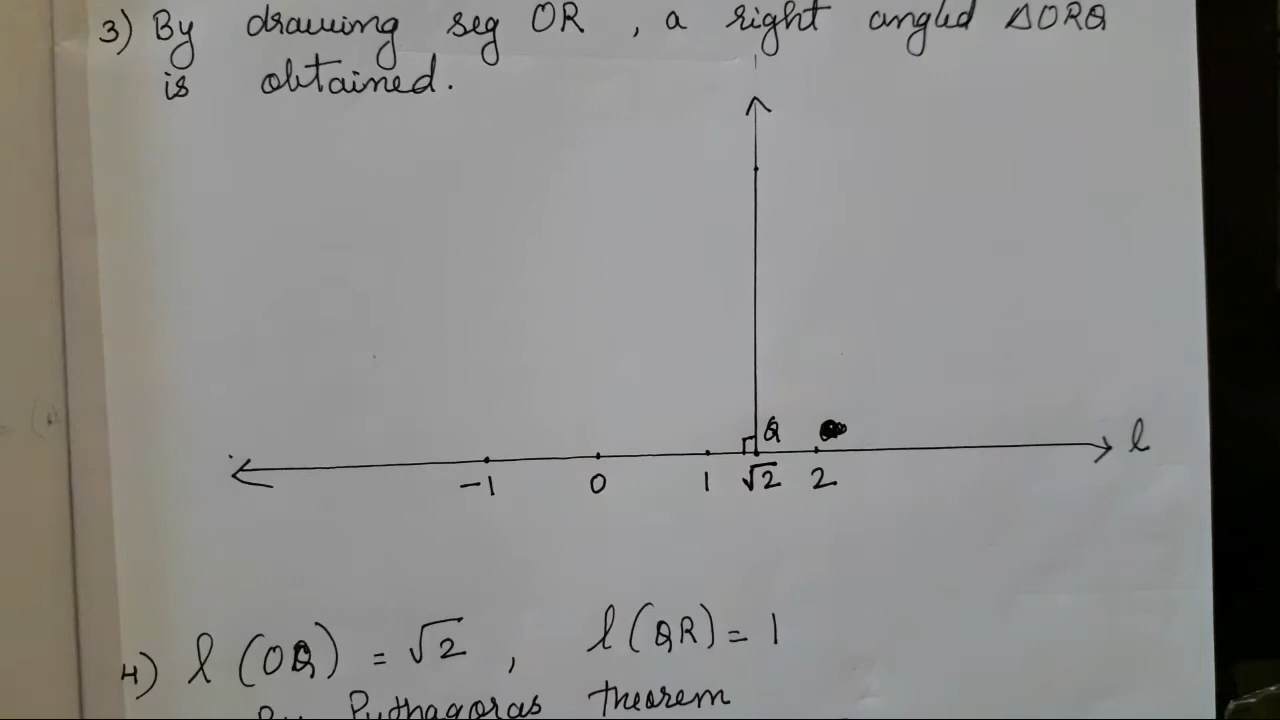 3) By drawing seg OR , a right angled △ORQ
is obtained.
Q
l
-1 0 1 √2 2
4) l (OQ) = √2 , l (QR) = 1
By Pythagoras theorem